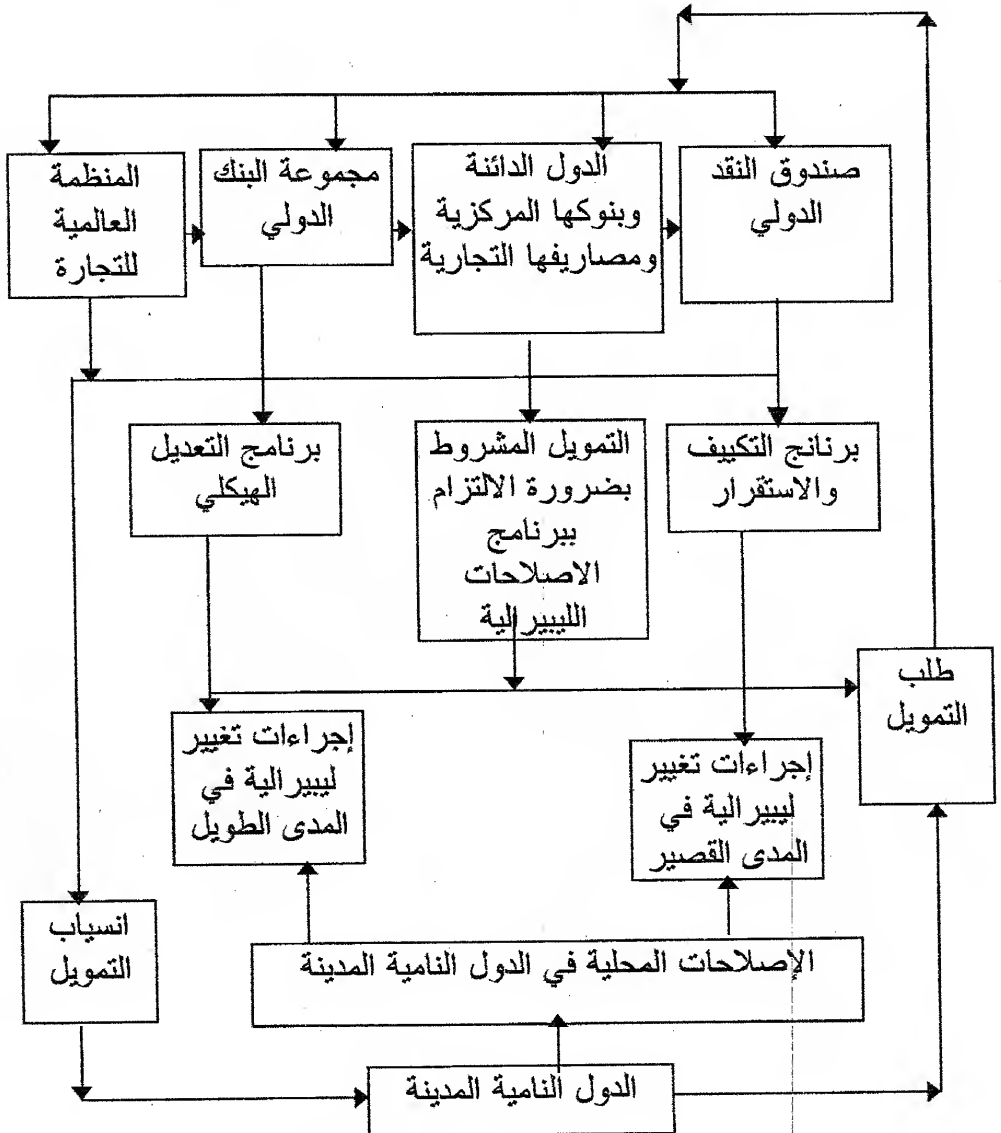 صندوق النقد
الدولي
الدول الدائنة
وبنوكها المركزية
ومصاريفها التجارية
مجموعة البنك
الدولي
المنظمة
العالمية
للتجارة
برنانج التكييف
والاستقرار
التمويل المشروط
بضرورة الالتزام
ببرنامج
الاصلاحات
الليبيرالية
برنامج التعديل
الهيكلي
طلب
التمويل
إجراءات تغيير
ليبيرالية في
المدى القصير
إجراءات تغيير
ليبيرالية في
المدى الطويل
انسياب
التمويل
الإصلاحات المحلية في الدول النامية المدينة
الدول النامية المدينة